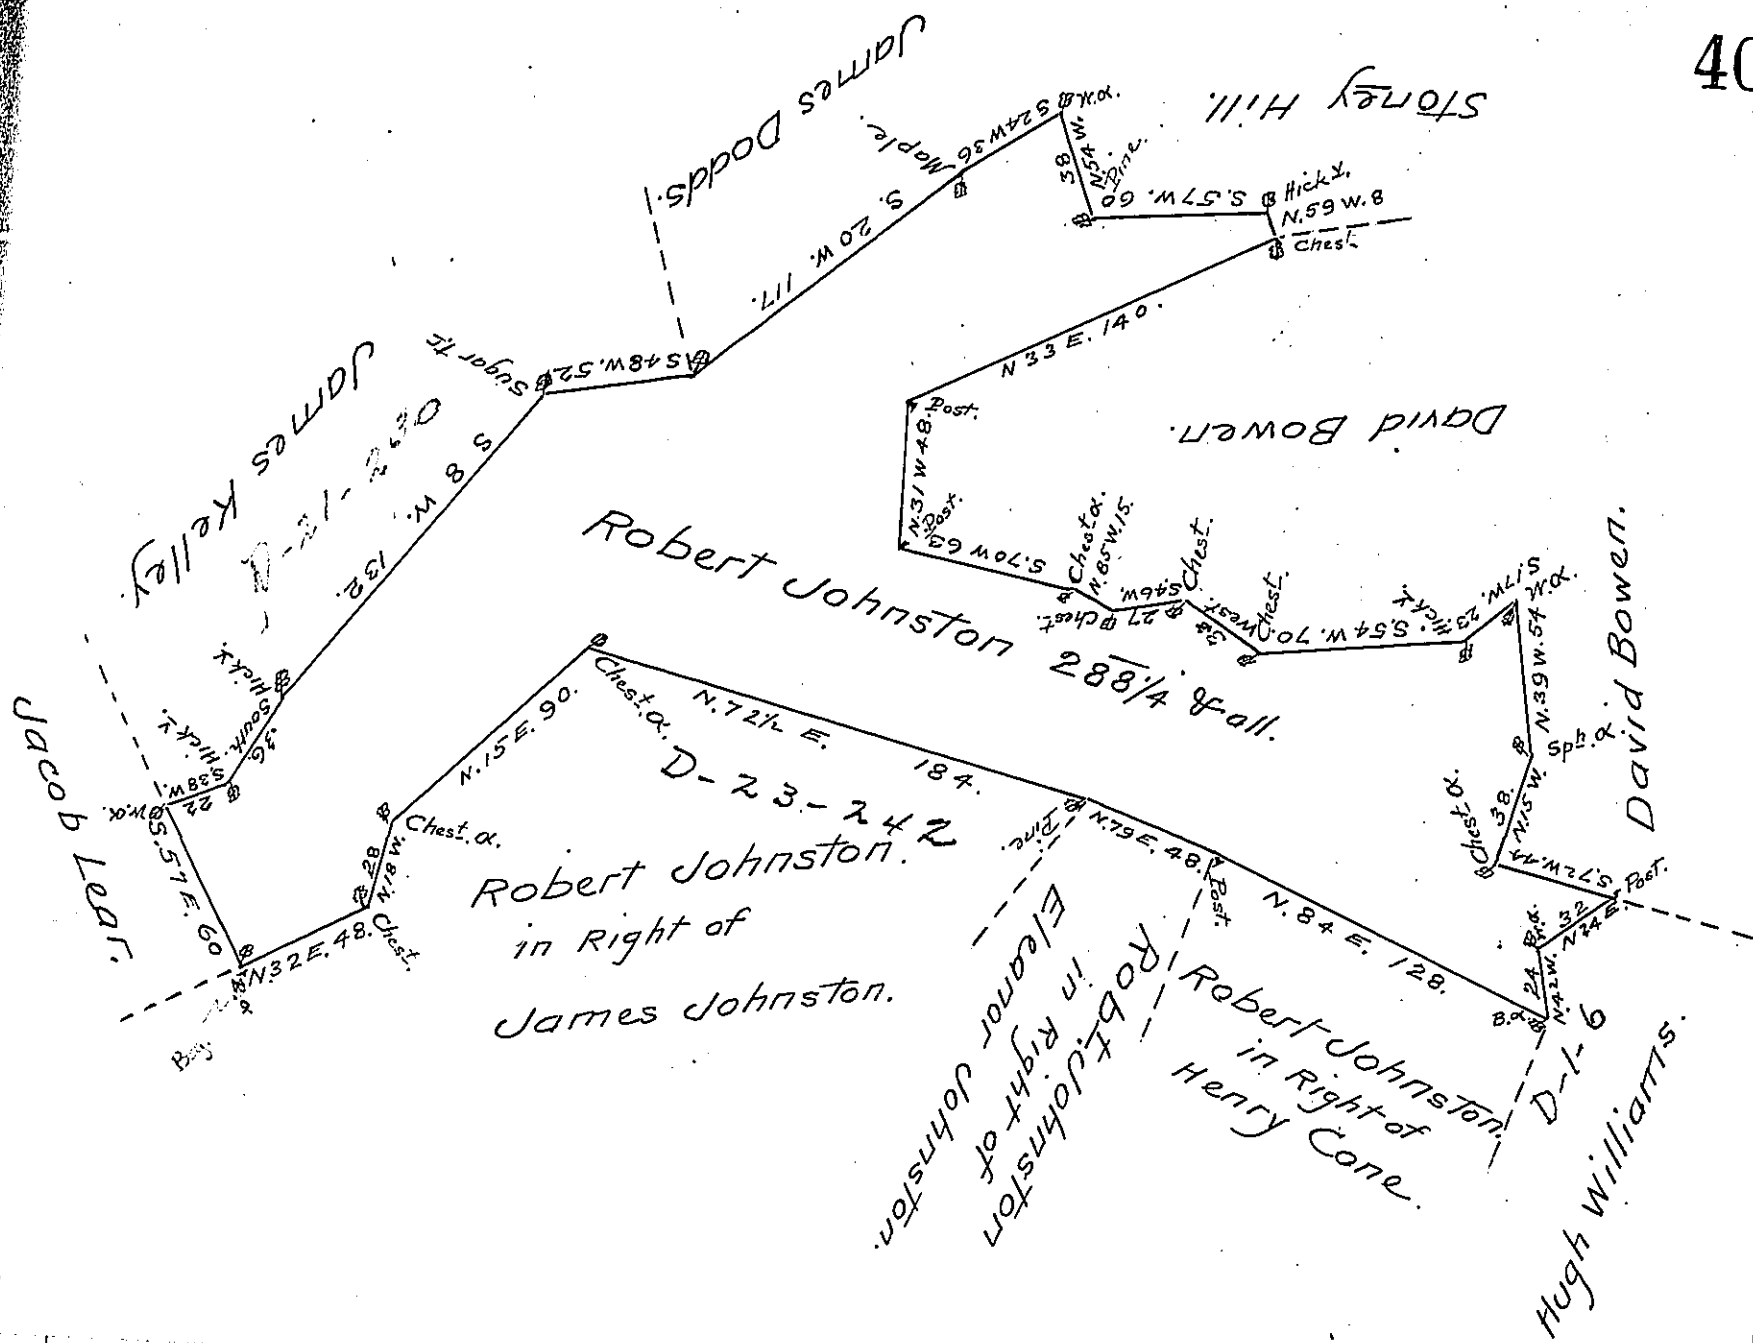 40
Stoney Hill.
James Dodds.
Maple.
S 24 W 36
W.O.
N.54 W.
38
Pine.
S.57 W. 60
Hicky.
N.59 W. 8
Chest.
S. 20 W. 117.
N 33 E. 140.
Sugar Tr.
S 48 W. 52
Post.
David Bowen.
James Kelley.
S 8 W. 132.
N. 31 W 48.
Post.
S. 70 W 63
Chest.O.
N. 85 W. 15.
Chest.
S 46 W.
27
Chest.
West.
Chest.
S. 54 W. 70.
Hicky.
S 17 W.
23
W.O.
N. 39 W. 54
David Bowen.
Robert Johnston 288.1/4 & all.
Hicky.
South.
36
Hicky.
S 38 W.
22
W.O.
Jacob Lear.
S. 57 E. 60
N. 15 E. 90.
Chest.O.
N. 72 1/2 E. 184.
D-23-242
Sp.h.O.
Chest.O.
38.
N. 15 W.
S. 72 W. 44
Post.
Pine.
N. 79 E. 48.
Post.
28
N. 18 W.
Chest.O.
Chest.
N. 32 E. 48.
Robert Johnston.
in Right of
James Johnston.
N. 84 E. 128.
32
N 24 E.
24
N. 42 W.
B.O.
D-1-6
Robt. Johnston
in Right of
Eleanor Johnston.
Robert Johnston.
in Right of
Henry Cane.
Hugh Williams.